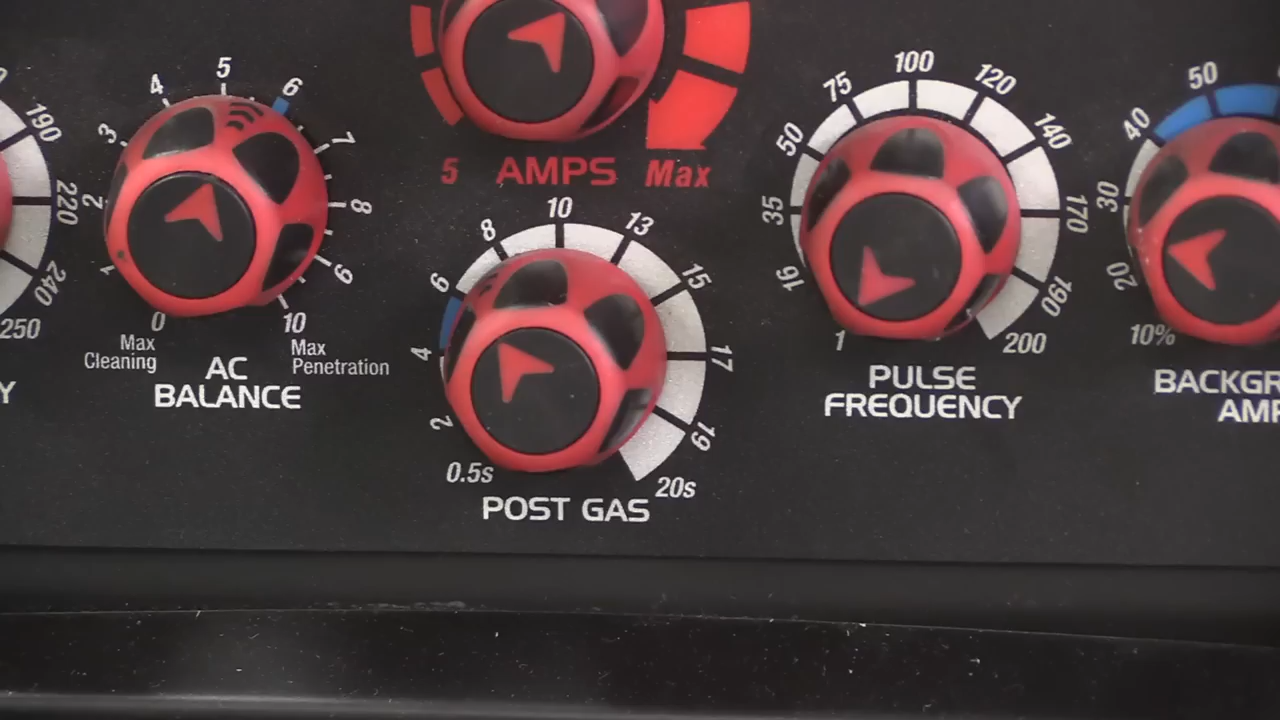 190
220
240
250
Y
0
1
2
3
4
5
6
7
8
9
10
Max
Cleaning
Max
Penetration
AC
BALANCE
5 AMPS Max
0.5s
2
4
6
8
10
13
15
17
19
20s
POST GAS
1
16
35
50
75
100
120
140
170
190
200
PULSE
FREQUENCY
10%
20
30
40
50
BACKGR
AMP